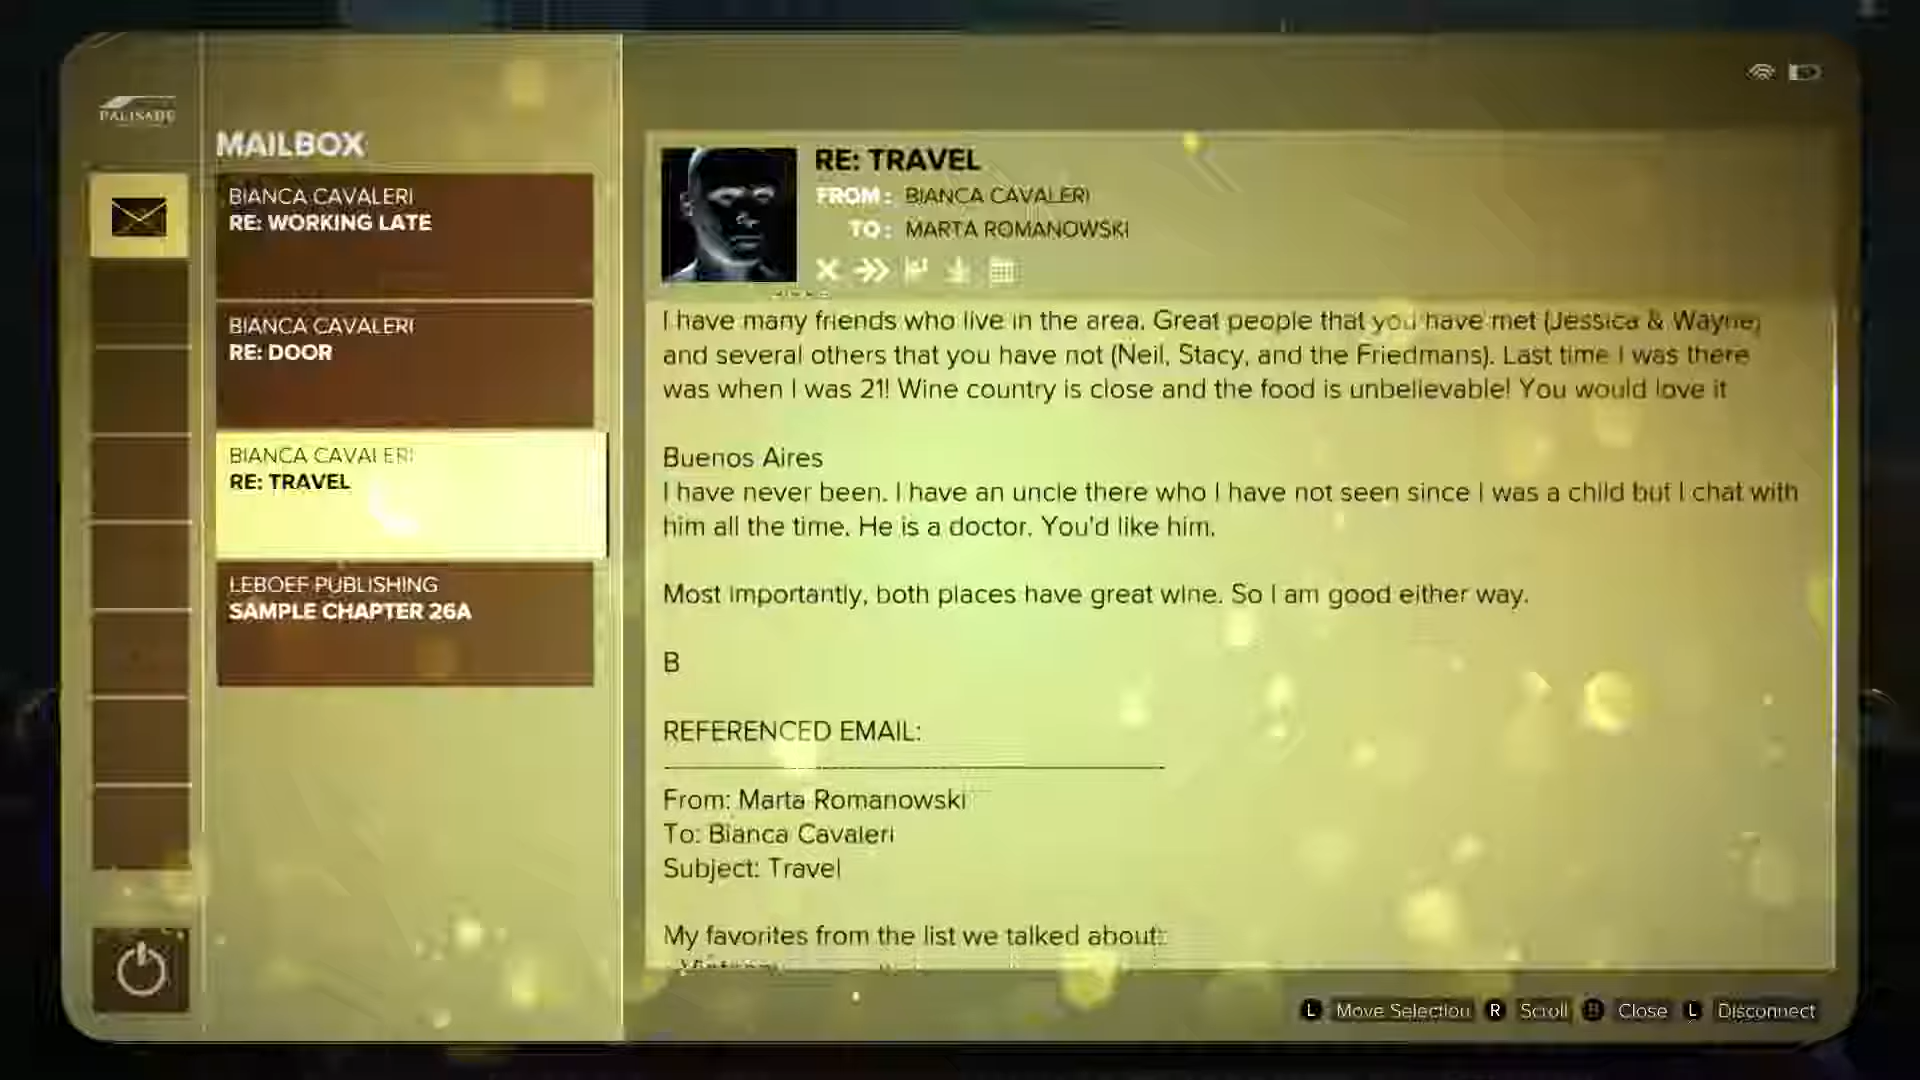 PALISADE
MAILBOX
BIANCA CAVALERI
RE: WORKING LATE
BIANCA CAVALERI
RE: DOOR
BIANCA CAVALERI
RE: TRAVEL
LEBOEF PUBLISHING
SAMPLE CHAPTER 26A
RE: TRAVEL
FROM: BIANCA CAVALERI
TO: MARTA ROMANOWSKI
I have many friends who live in the area. Great people that you have met (Jessica & Wayne)
and several others that you have not (Neil, Stacy, and the Friedmans). Last time I was there
was when I was 21! Wine country is close and the food is unbelievable! You would love it
Buenos Aires
I have never been. I have an uncle there who I have not seen since I was a child but I chat with
him all the time. He is a doctor. You'd like him.
Most importantly, both places have great wine. So I am good either way.
B
REFERENCED EMAIL:
From: Marta Romanowski
To: Bianca Cavaleri
Subject: Travel
My favorites from the list we talked about:
L Move Selection R Scroll B Close L Disconnect